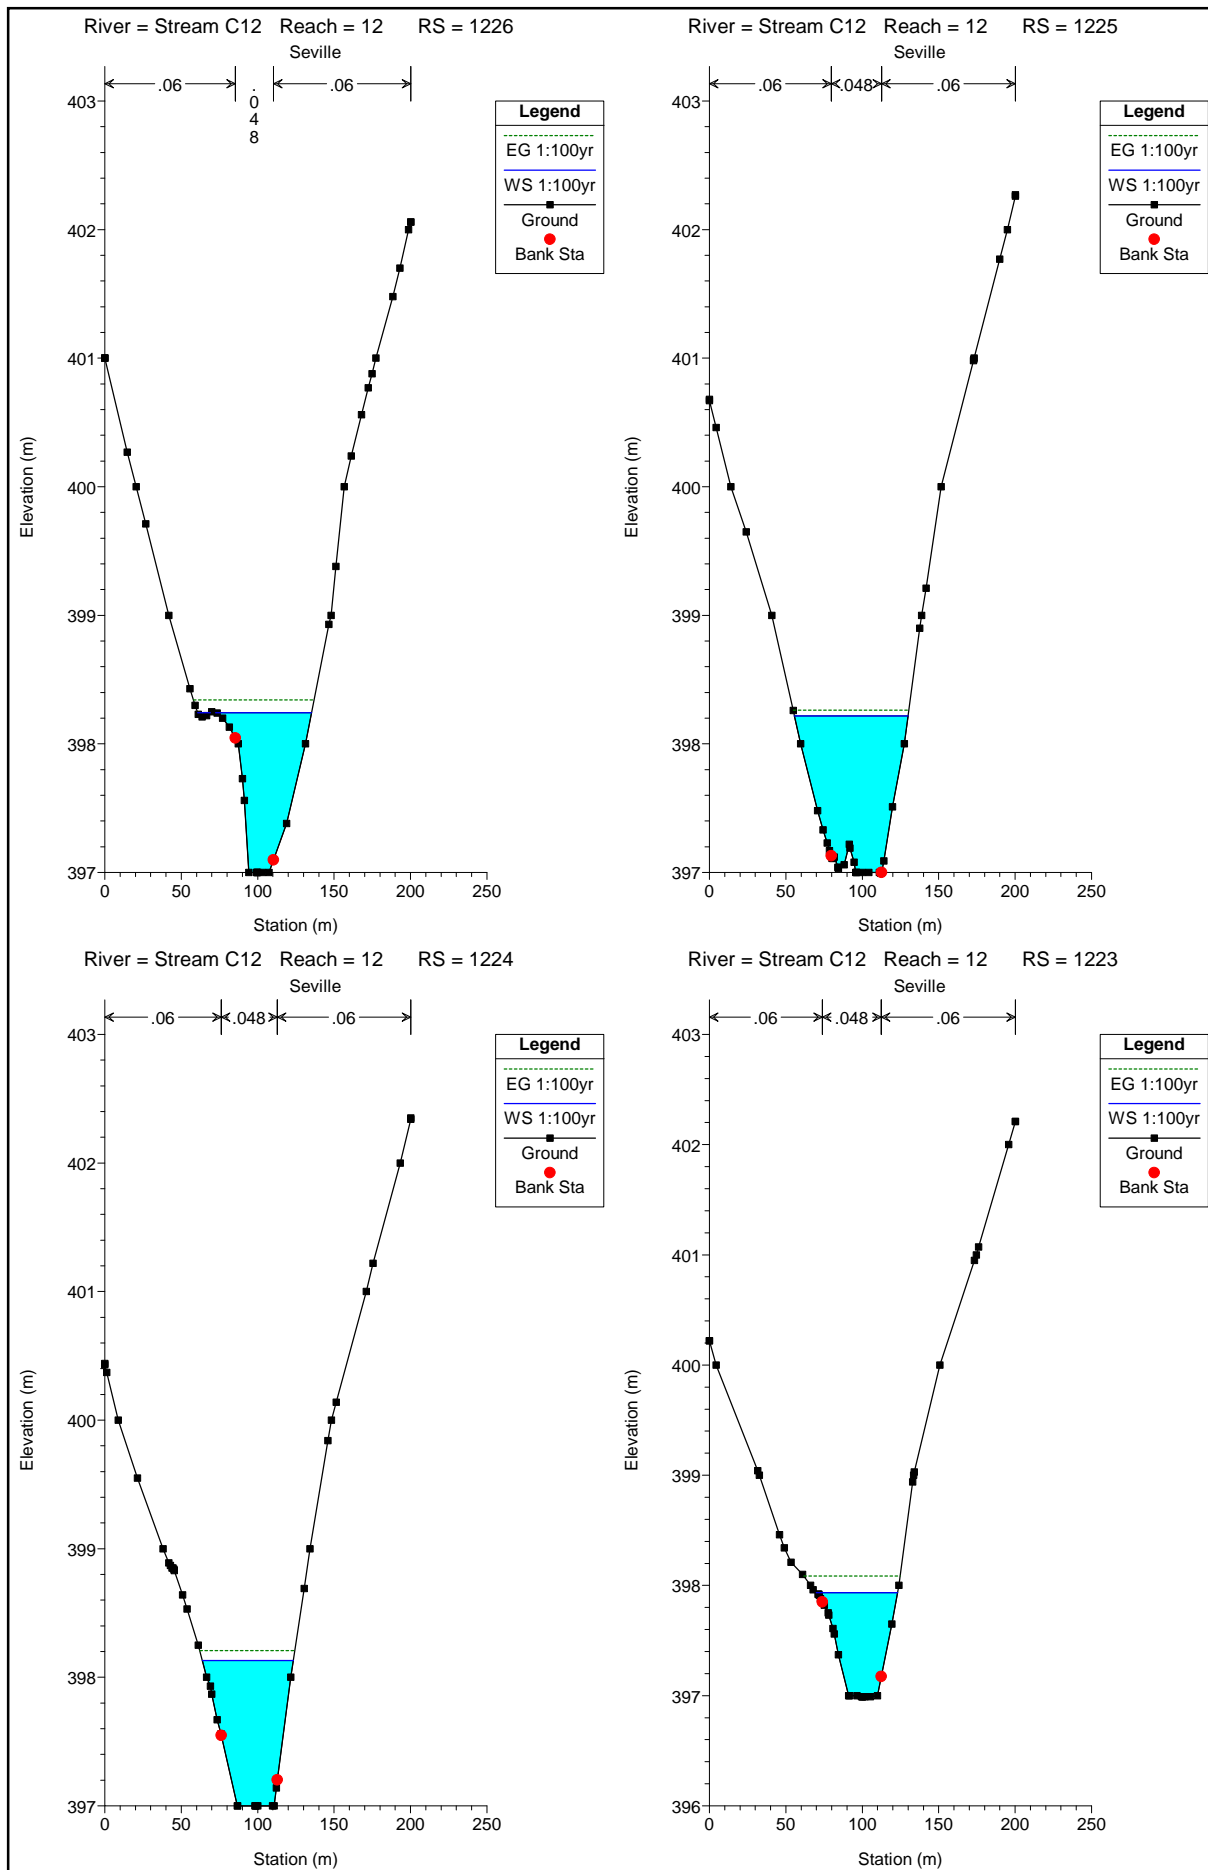 River = Stream C12 Reach = 12 RS = 1226
Seville
.06
.048
.06
403
402
401
400
399
398
397
0 50 100 150 200 250
Elevation (m)
Station (m)
Legend
EG 1:100yr
WS 1:100yr
Ground
Bank Sta
River = Stream C12 Reach = 12 RS = 1225
Seville
.06 .048 .06
403
402
401
400
399
398
397
0 50 100 150 200 250
Elevation (m)
Station (m)
Legend
EG 1:100yr
WS 1:100yr
Ground
Bank Sta
River = Stream C12 Reach = 12 RS = 1224
Seville
.06 .048 .06
403
402
401
400
399
398
397
0 50 100 150 200 250
Elevation (m)
Station (m)
Legend
EG 1:100yr
WS 1:100yr
Ground
Bank Sta
River = Stream C12 Reach = 12 RS = 1223
Seville
.06 .048 .06
403
402
401
400
399
398
397
396
0 50 100 150 200 250
Elevation (m)
Station (m)
Legend
EG 1:100yr
WS 1:100yr
Ground
Bank Sta